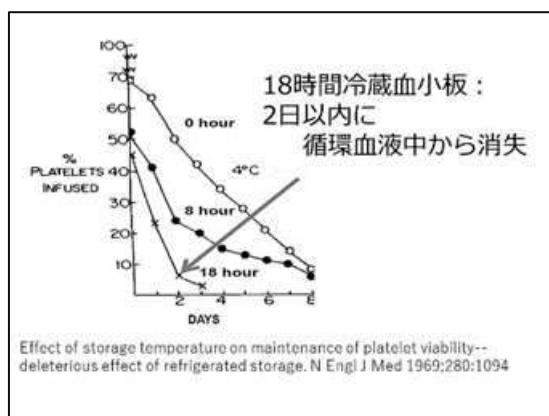 100
70
60
50
40
30
20
10
%
PLATELETS
INFUSED
0 hour
4°C
8 hour
18 hour
2
4
6
8
DAYS
18時間冷蔵血小板：
2日以内に
循環血液中から消失
Effect of storage temperature on maintenance of platelet viability--
deleterious effect of refrigerated storage. N Engl J Med 1969;280:1094